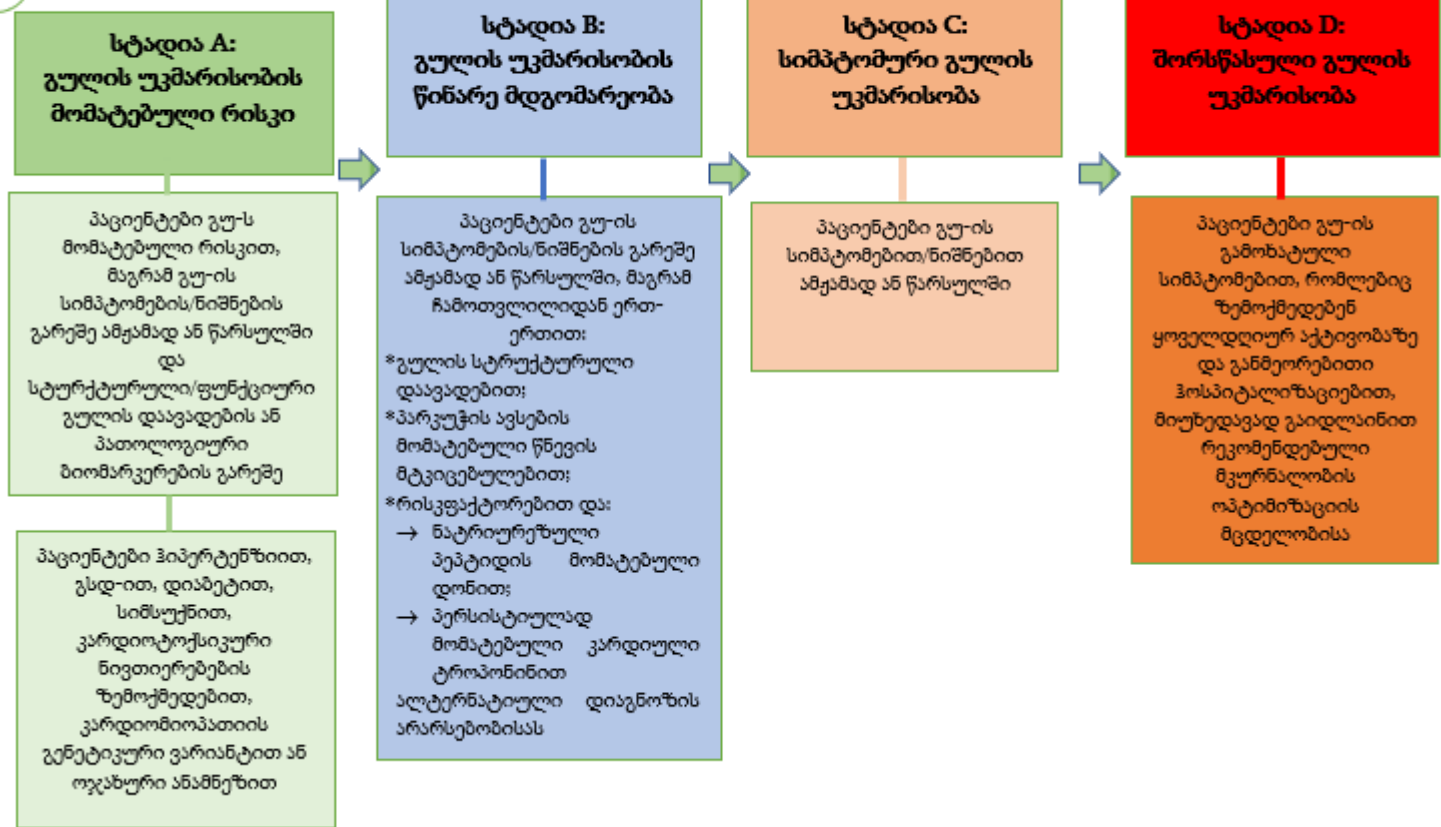 სტადია A:
გულის უკმარისობის
მომატებული რისკი
პაციენტები გუ-ს
მომატებული რისკით,
მაგრამ გუ-ის
სიმპტომების/ნიშნების
გარეშე ამჟამად ან წარსულში
და
სტურქტურული/ფუნქციური
გულის დაავადების ან
პათოლოგიური
ბიომარკერების გარეშე
პაციენტები ჰიპერტენზიით,
გსდ-ით, დიაბეტით,
სიმსუქნით,
კარდიოტოქსიკური
ნივთიერებების
ზემოქმედებით,
კარდიომიოპათიის
გენეტიკური ვარიანტით ან
ოჯახური ანამნეზით
სტადია B:
გულის უკმარისობის
წინარე მდგომარეობა
პაციენტები გუ-ის
სიმპტომების/ნიშნების გარეშე
ამჟამად ან წარსულში, მაგრამ
ჩამოთვლილიდან ერთ-
ერთით:
*გულის სტრუქტურული
დაავადებით;
*პარკუჭის ავსების
მომატებული წნევის
მტკიცებულებით;
*რისკფაქტორებით და:
→ ნატრიურეზული
პეპტიდის მომატებული
დონით;
→ პერსისტიულად
მომატებული კარდიული
ტროპონინით
ალტერნატიული დიაგნოზის
არარსებობისას
სტადია C:
სიმპტომური გულის
უკმარისობა
პაციენტები გუ-ის
სიმპტომებით/ნიშნებით
ამჟამად ან წარსულში
სტადია D:
შორსწასული გულის
უკმარისობა
პაციენტები გუ-ის
გამოხატული
სიმპტომებით, რომლებიც
ზემოქმედებენ
ყოველდღიურ აქტივობაზე
და განმეორებითი
ჰოსპიტალიზაციებით,
მიუხედავად გაიდლაინით
რეკომენდებული
მკურნალობის
ოპტიმიზაციის
მცდელობისა